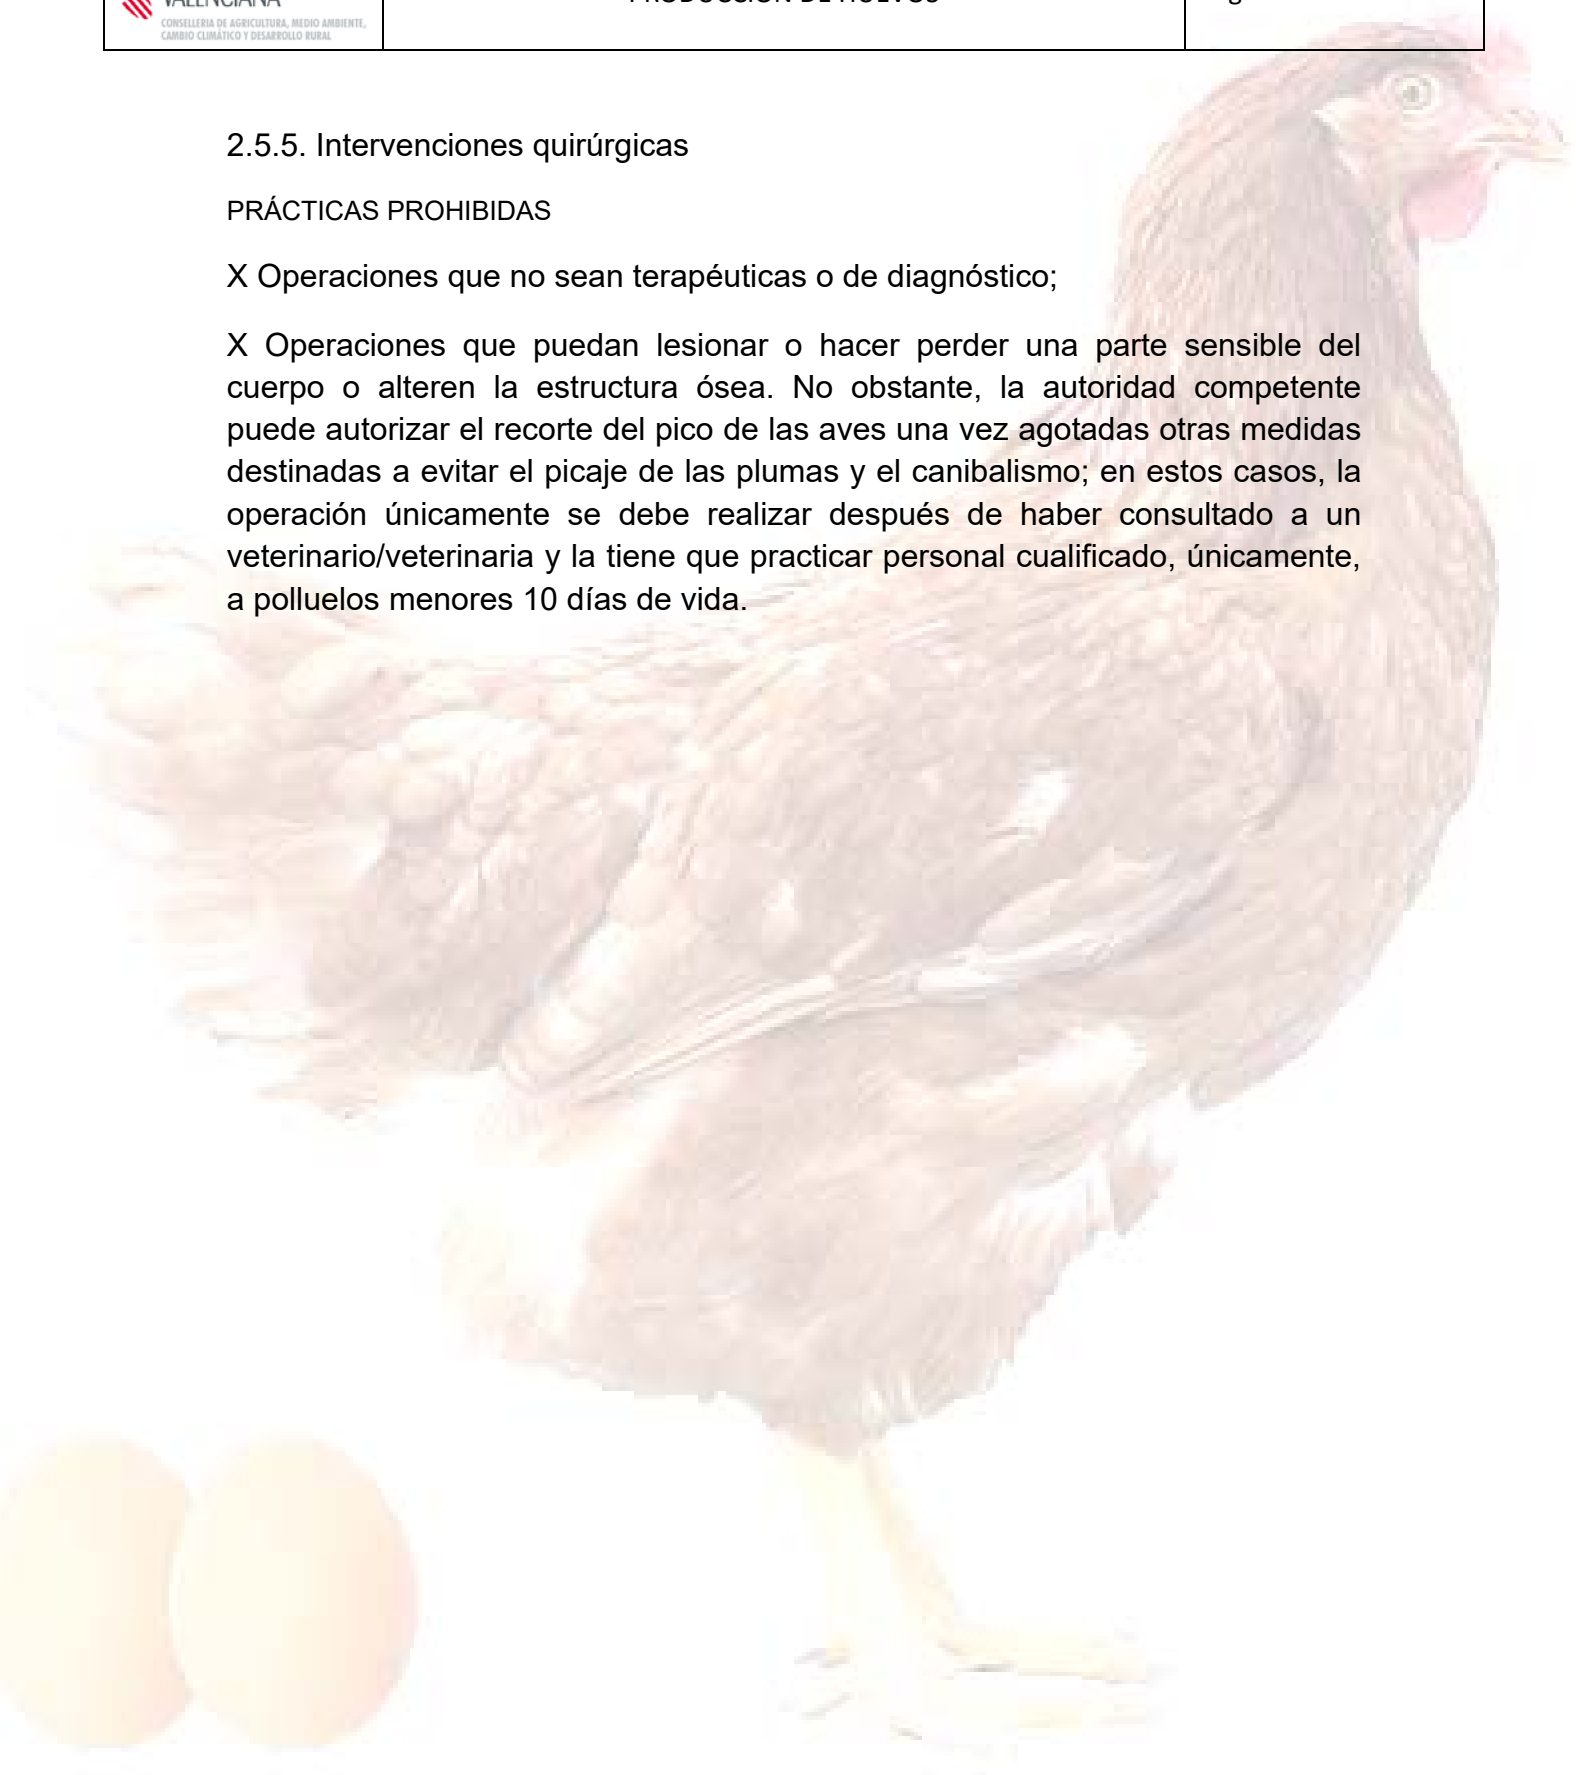 VALENCIANA
CONSELLERIA DE AGRICULTURA, MEDIO AMBIENTE,
CAMBIO CLIMÁTICO Y DESARROLLO RURAL
PRODUCCIÓN DE HUEVOS
2.5.5. Intervenciones quirúrgicas
PRÁCTICAS PROHIBIDAS
X Operaciones que no sean terapéuticas o de diagnóstico;
X Operaciones que puedan lesionar o hacer perder una parte sensible del
cuerpo o alteren la estructura ósea. No obstante, la autoridad competente
puede autorizar el recorte del pico de las aves una vez agotadas otras medidas
destinadas a evitar el picaje de las plumas y el canibalismo; en estos casos, la
operación únicamente se debe realizar después de haber consultado a un
veterinario/veterinaria y la tiene que practicar personal cualificado, únicamente,
a polluelos menores 10 días de vida.